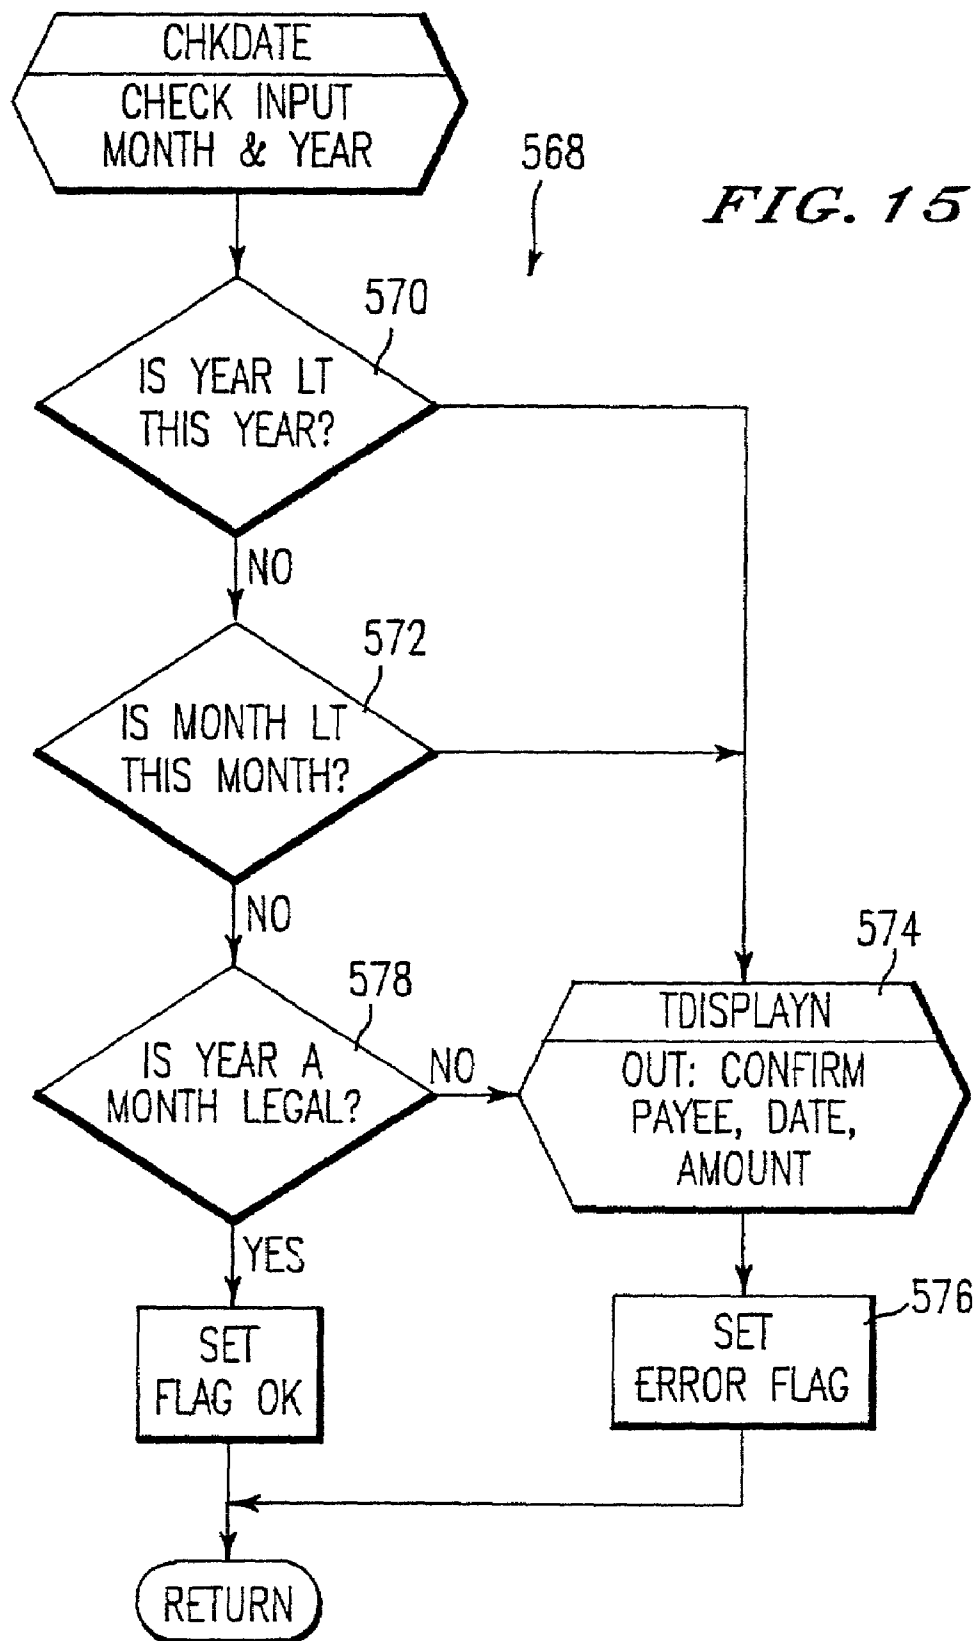 CHKDATE
CHECK INPUT
MONTH & YEAR
568
FIG. 15
570
IS YEAR LT
THIS YEAR?
NO
572
IS MONTH LT
THIS MONTH?
NO
578
IS YEAR A
MONTH LEGAL?
NO
574
TDISPLAYN
OUT: CONFIRM
PAYEE, DATE,
AMOUNT
YES
SET
FLAG OK
576
SET
ERROR FLAG
RETURN